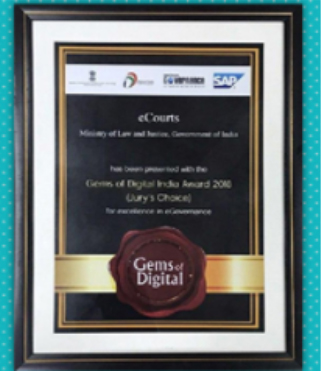 Governance
SAP
eCourts
Ministry of Law and Justice, Government of India
has been presented with the
Gems of Digital India Award 2018
(Jury's Choice)
for excellence in eGovernance
Gems of
Digital